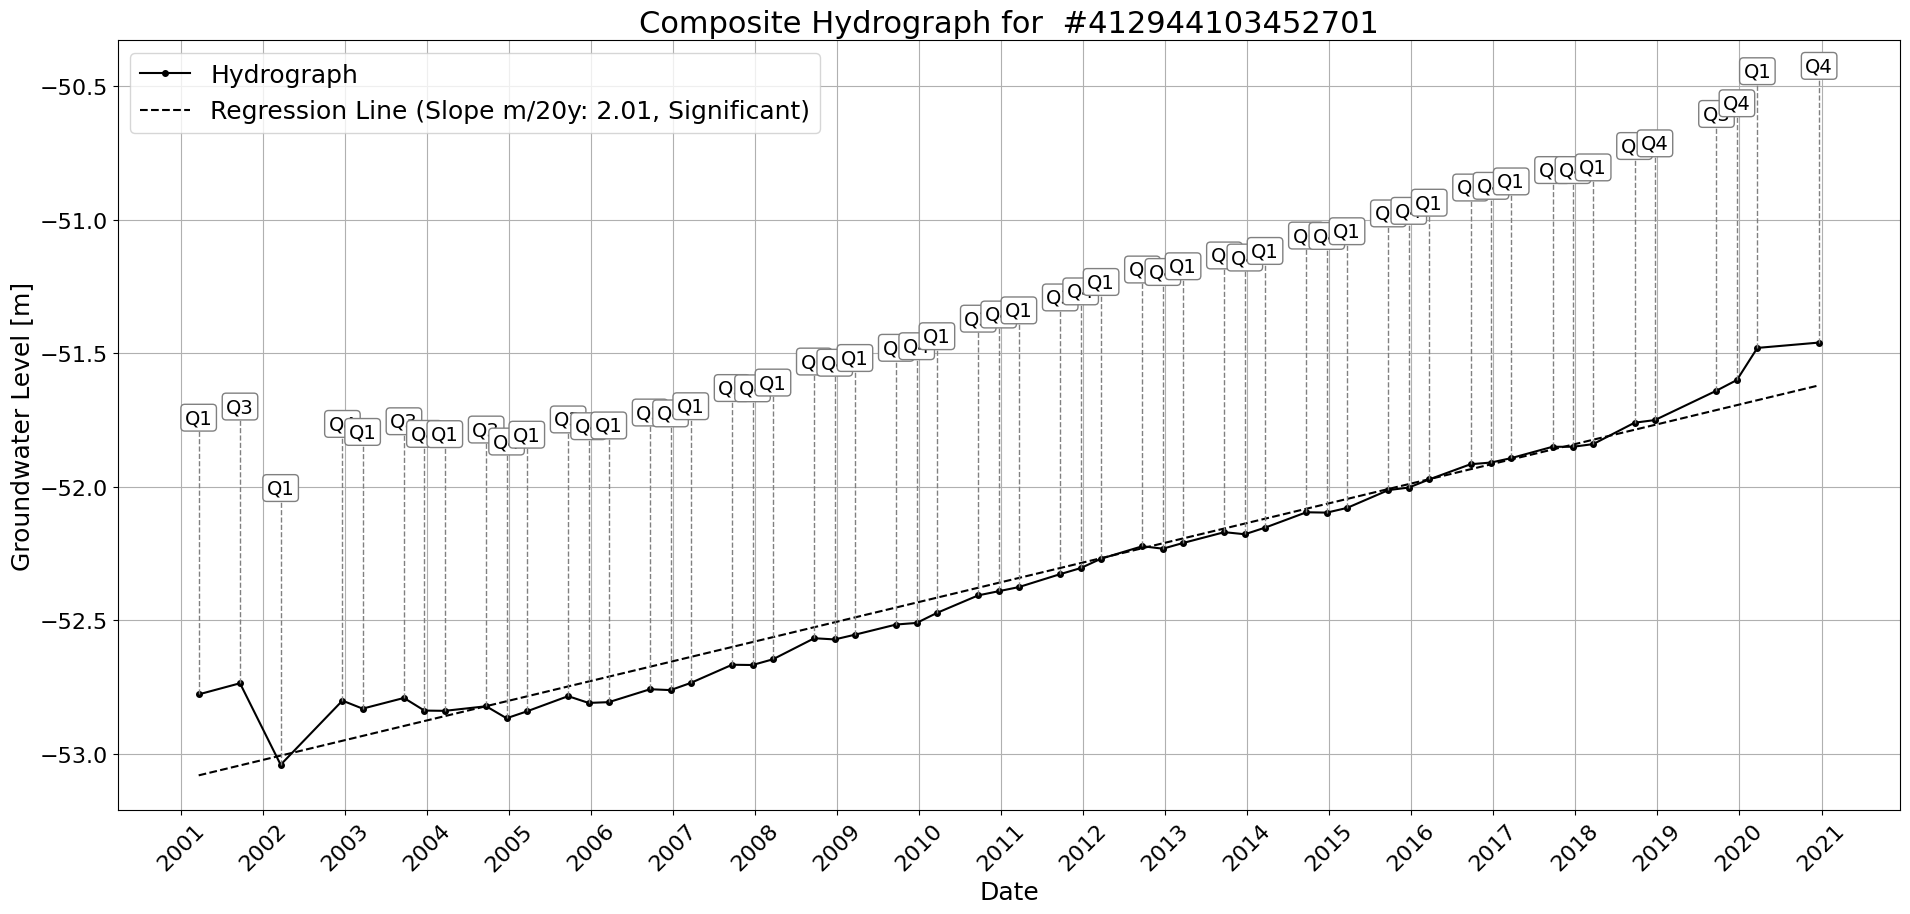 Composite Hydrograph for  #412944103452701
Hydrograph
Regression Line (Slope m/20y: 2.01, Significant)
Groundwater Level [m]
−50.5
−51.0
−51.5
−52.0
−52.5
−53.0
Q1
Q3
Q1
Q1
Q3
Q1
Q3
Q1
Q1
Q1
Q1
Q1
Q1
Q1
Q1
Q1
Q1
Q1
Q1
Q1
Q1
Q4
Q4
Q1
Q4
2001
2002
2003
2004
2005
2006
2007
2008
2009
2010
2011
2012
2013
2014
2015
2016
2017
2018
2019
2020
2021
Date